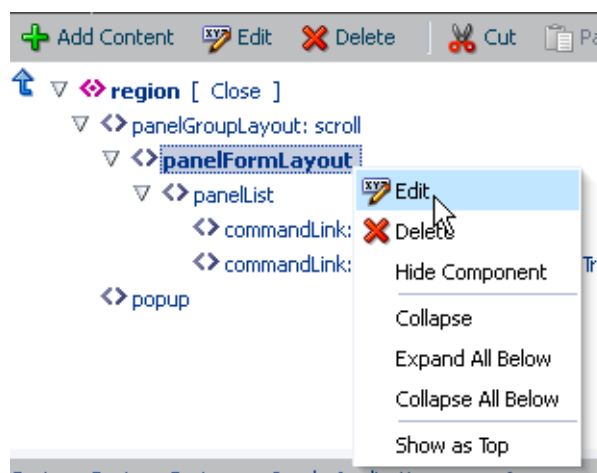 Add Content Edit Delete Cut
region [ Close ]
panelGroupLayout: scroll
panelFormLayout
panelList
commandLink:
commandLink:
popup
Edit
Delete
Hide Component
Collapse
Expand All Below
Collapse All Below
Show as Top